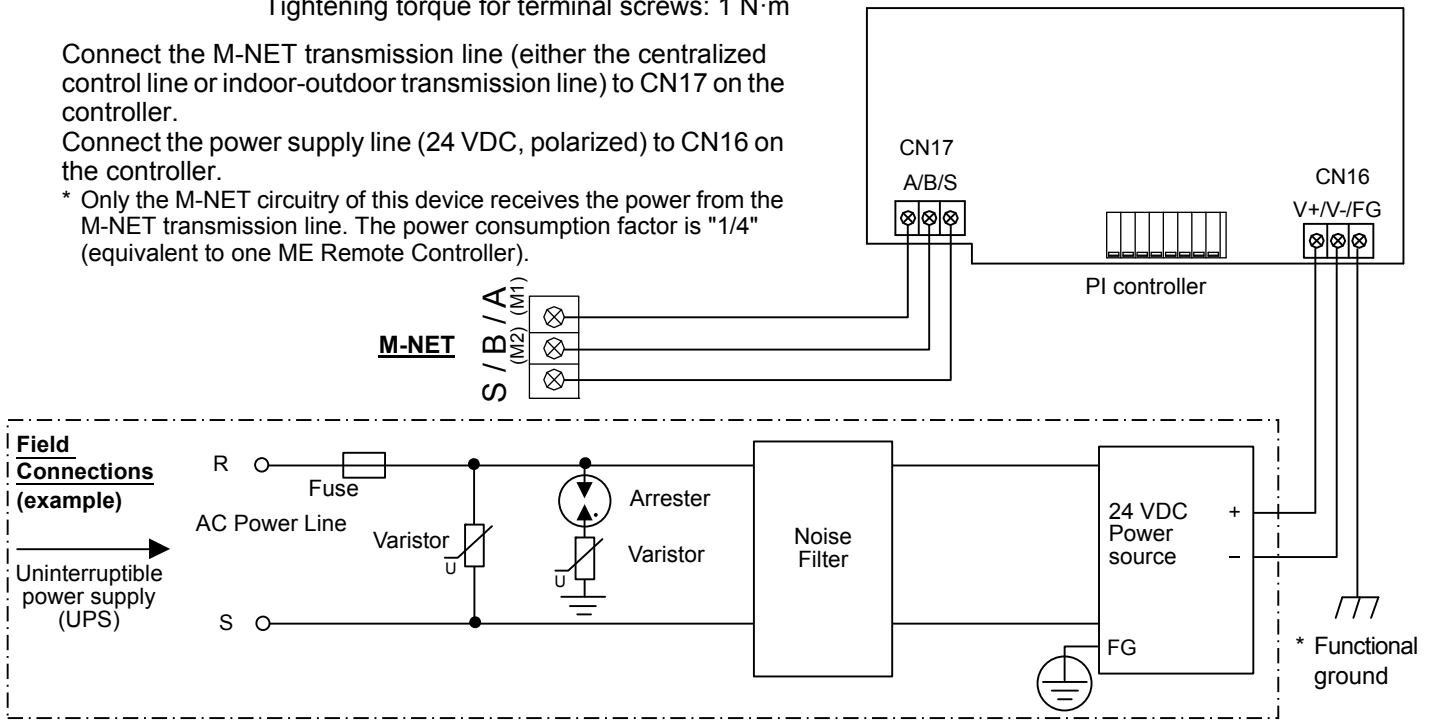 Tightening torque for terminal screws: 1 N·m
Connect the M-NET transmission line (either the centralized
control line or indoor-outdoor transmission line) to CN17 on the
controller.
Connect the power supply line (24 VDC, polarized) to CN16 on
the controller.
* Only the M-NET circuitry of this device receives the power from the
M-NET transmission line. The power consumption factor is "1/4"
(equivalent to one ME Remote Controller).
CN17
A/B/S
CN16
V+/V-/FG
PI controller
M-NET
S / B / A
(M2) (M1)
Field
Connections
(example)
Uninterruptible
power supply
(UPS)
R
Fuse
AC Power Line
S
Varistor
U
Arrester
Varistor
U
Noise
Filter
24 VDC
Power
source
+
−
FG
* Functional
ground